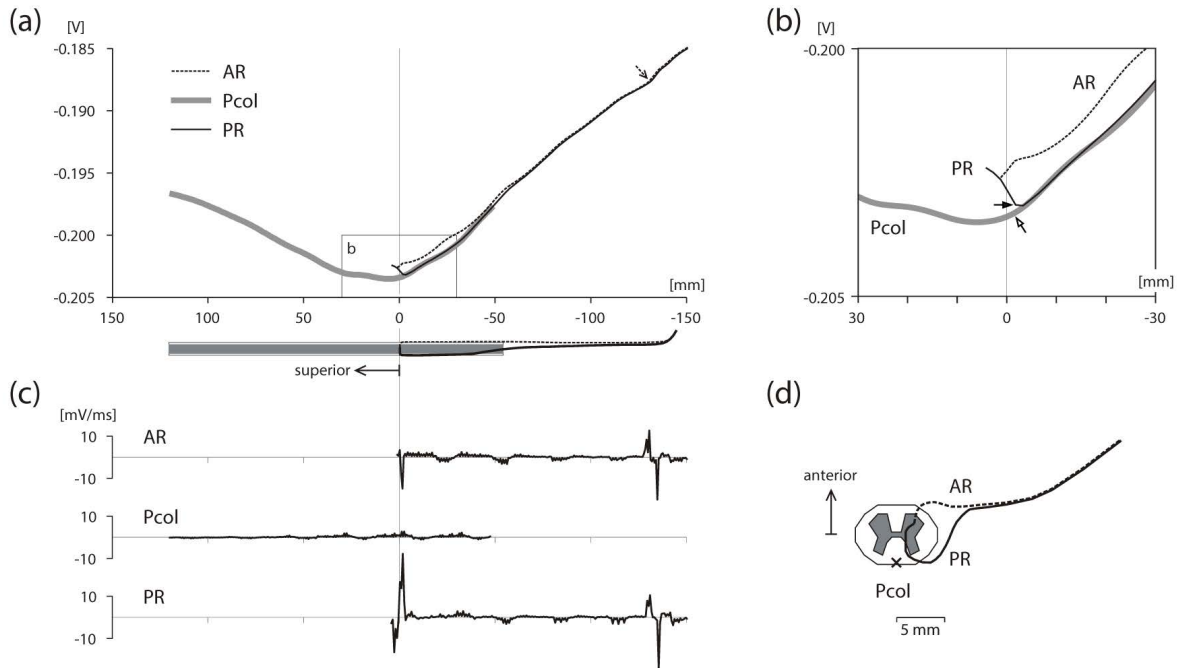 (a)
[V]
-0.185
-0.190
-0.195
-0.200
-0.205
AR
Pcol
PR
b
[mm]
150 100 50 0 -50 -100 -150
superior
(b)
[V]
-0.200
-0.205
AR
PR
Pcol
[mm]
30 0 -30
(c)
[mV/ms]
10
-10
AR
10
-10
Pcol
10
-10
PR
(d)
anterior
AR
PR
Pcol
5 mm